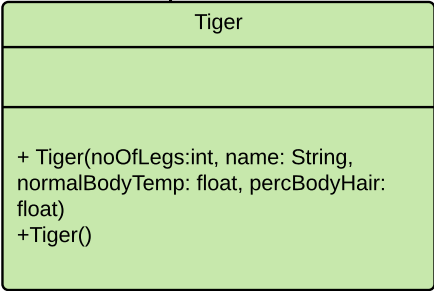 Tiger
+ Tiger(noOfLegs:int, name: String,
normalBodyTemp: float, percBodyHair:
float)
+Tiger()